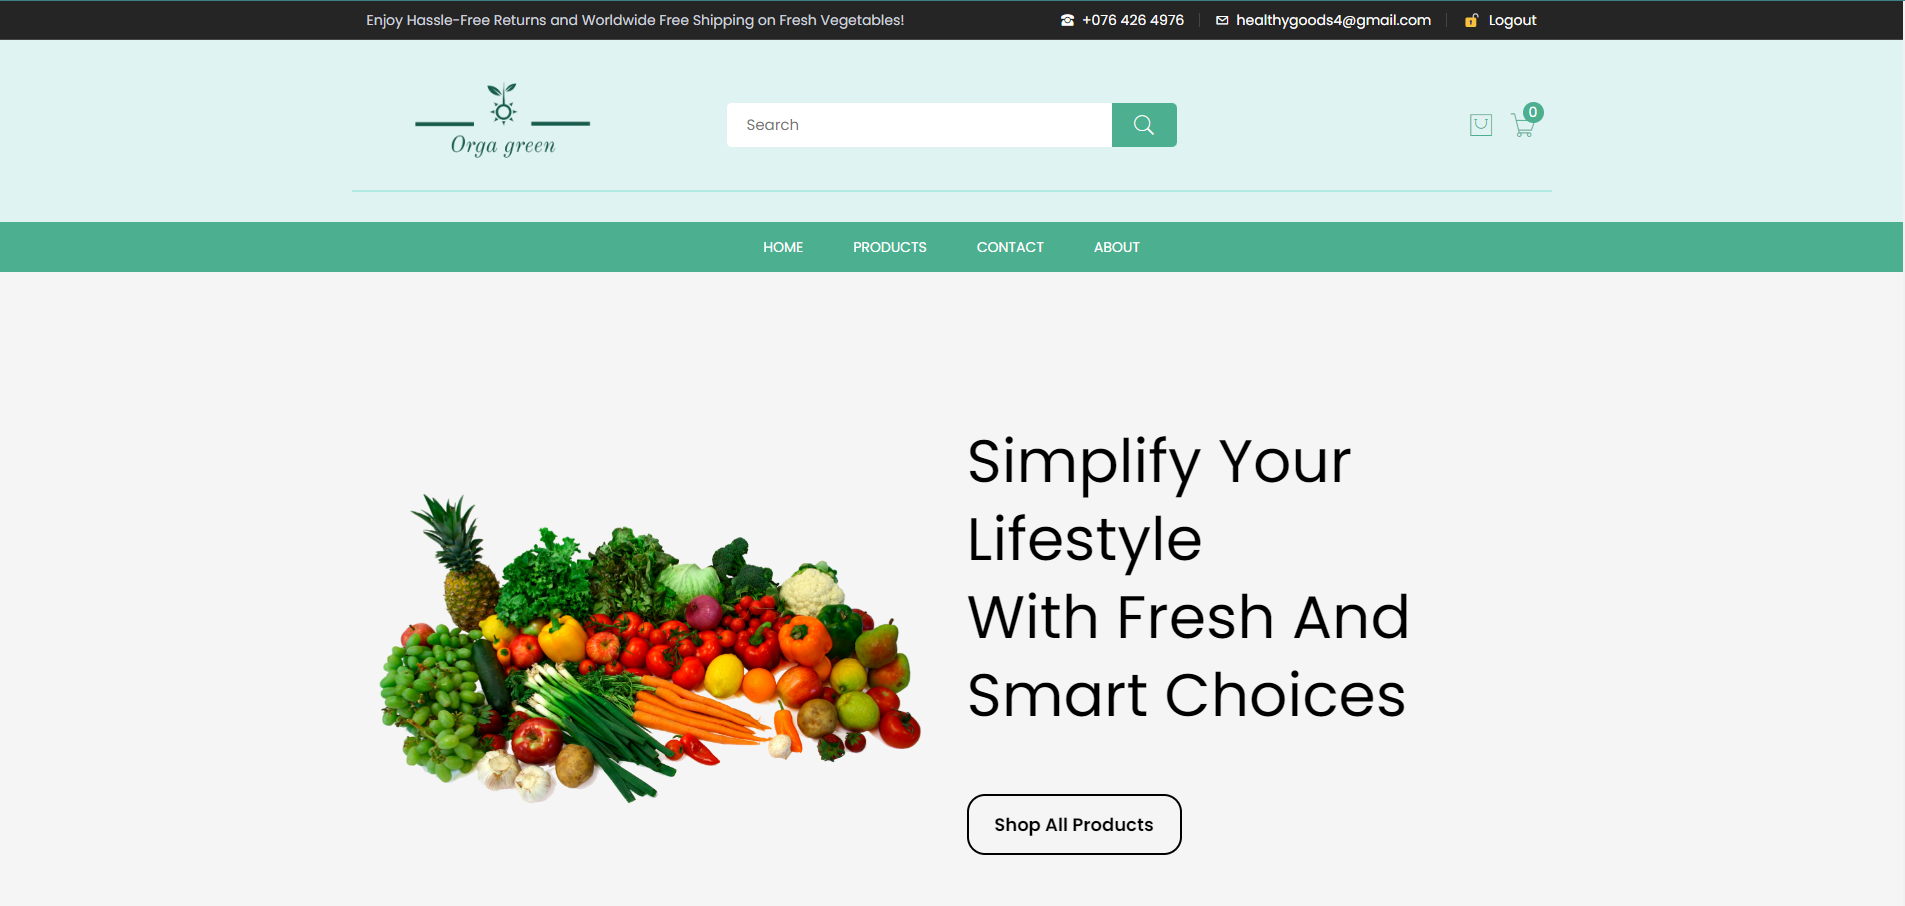 Enjoy Hassle-Free Returns and Worldwide Free Shipping on Fresh Vegetables!
+076 426 4976
healthygoods4@gmail.com
Logout
Orga green
Search
0
HOME
PRODUCTS
CONTACT
ABOUT
Simplify Your
Lifestyle
With Fresh And
Smart Choices
Shop All Products